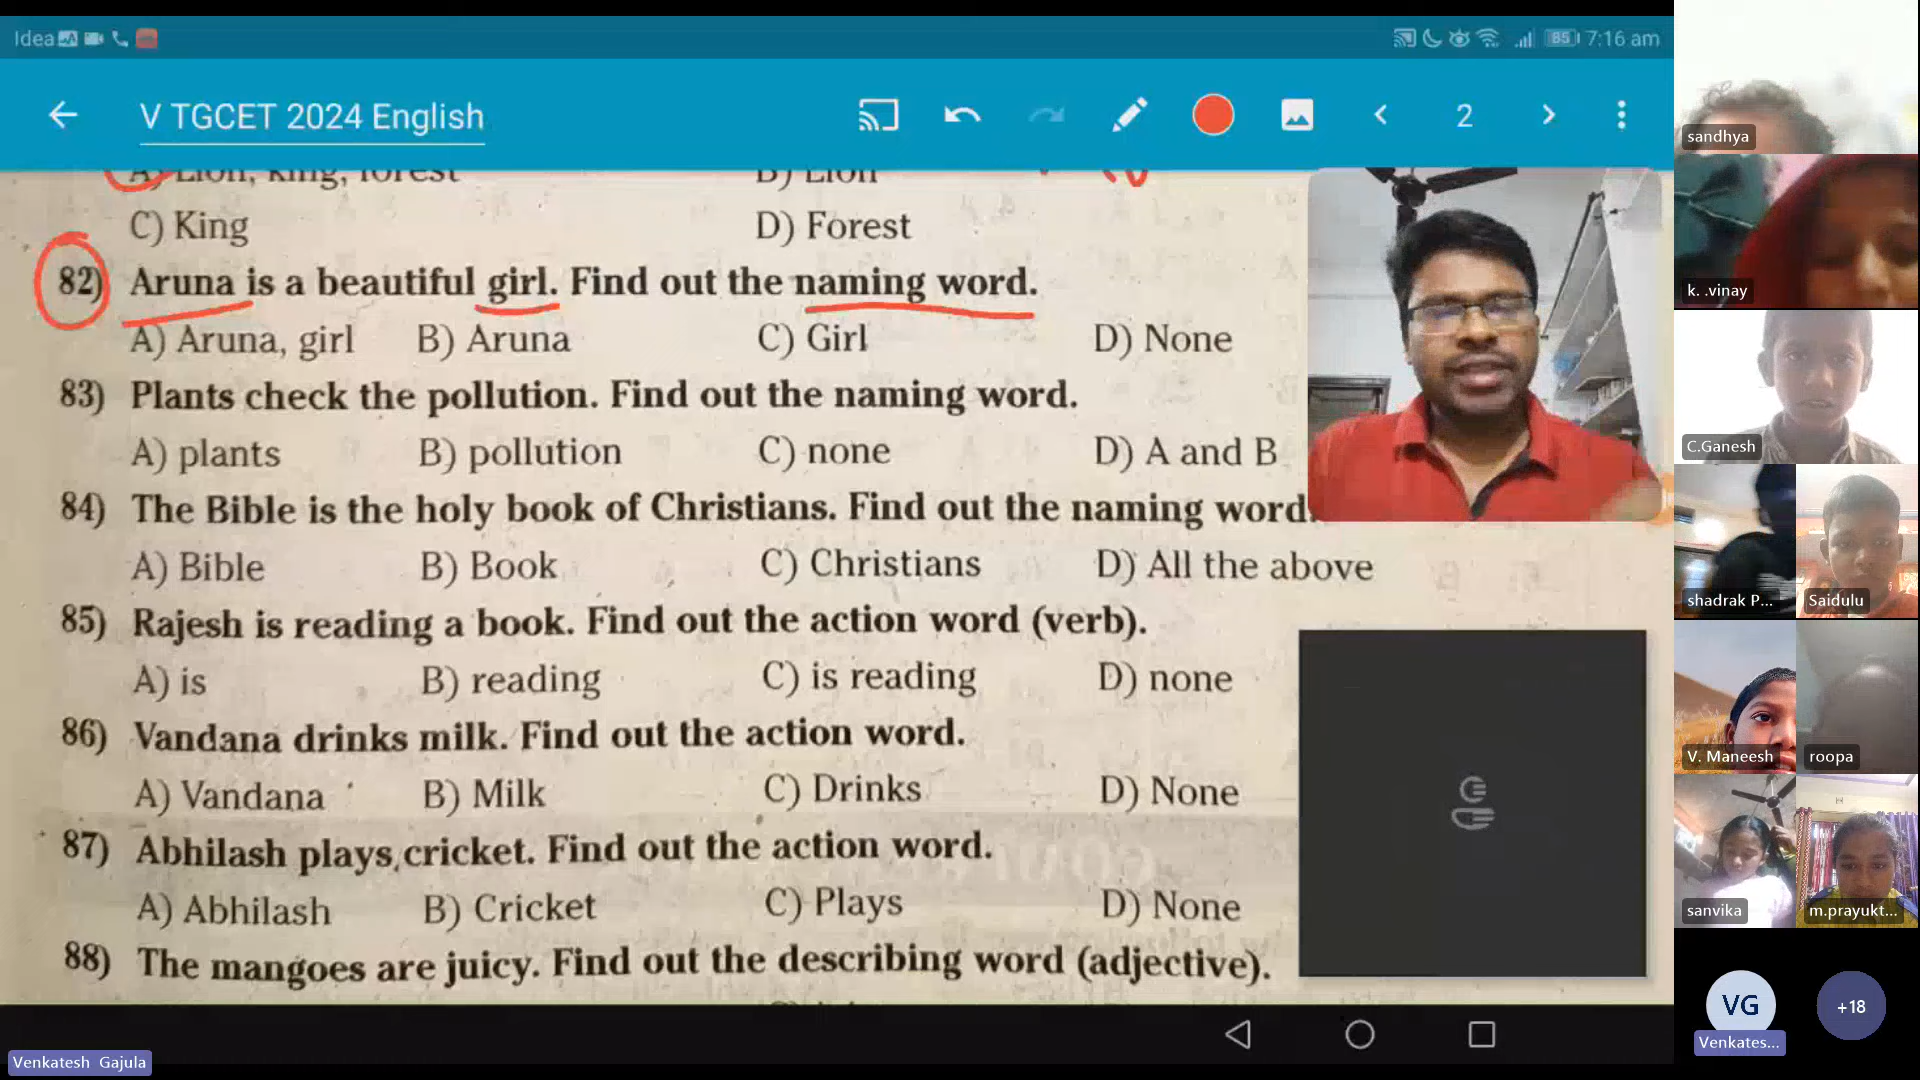 Idea 85 7:16 am
V TGCET 2024 English 2
A) Lion, King, forest B) Lion
C) King D) Forest
82) Aruna is a beautiful girl. Find out the naming word.
A) Aruna, girl B) Aruna C) Girl D) None
83) Plants check the pollution. Find out the naming word.
A) plants B) pollution C) none D) A and B
84) The Bible is the holy book of Christians. Find out the naming word.
A) Bible B) Book C) Christians D) All the above
85) Rajesh is reading a book. Find out the action word (verb).
A) is B) reading C) is reading D) none
86) Vandana drinks milk. Find out the action word.
A) Vandana B) Milk C) Drinks D) None
87) Abhilash plays cricket. Find out the action word.
A) Abhilash B) Cricket C) Plays D) None
88) The mangoes are juicy. Find out the describing word (adjective).
Venkatesh Gajula
sandhya
k. .vinay
C.Ganesh
shadrak P... Saidulu
V. Maneesh roopa
sanvika m.prayukt...
VG +18
Venkates...